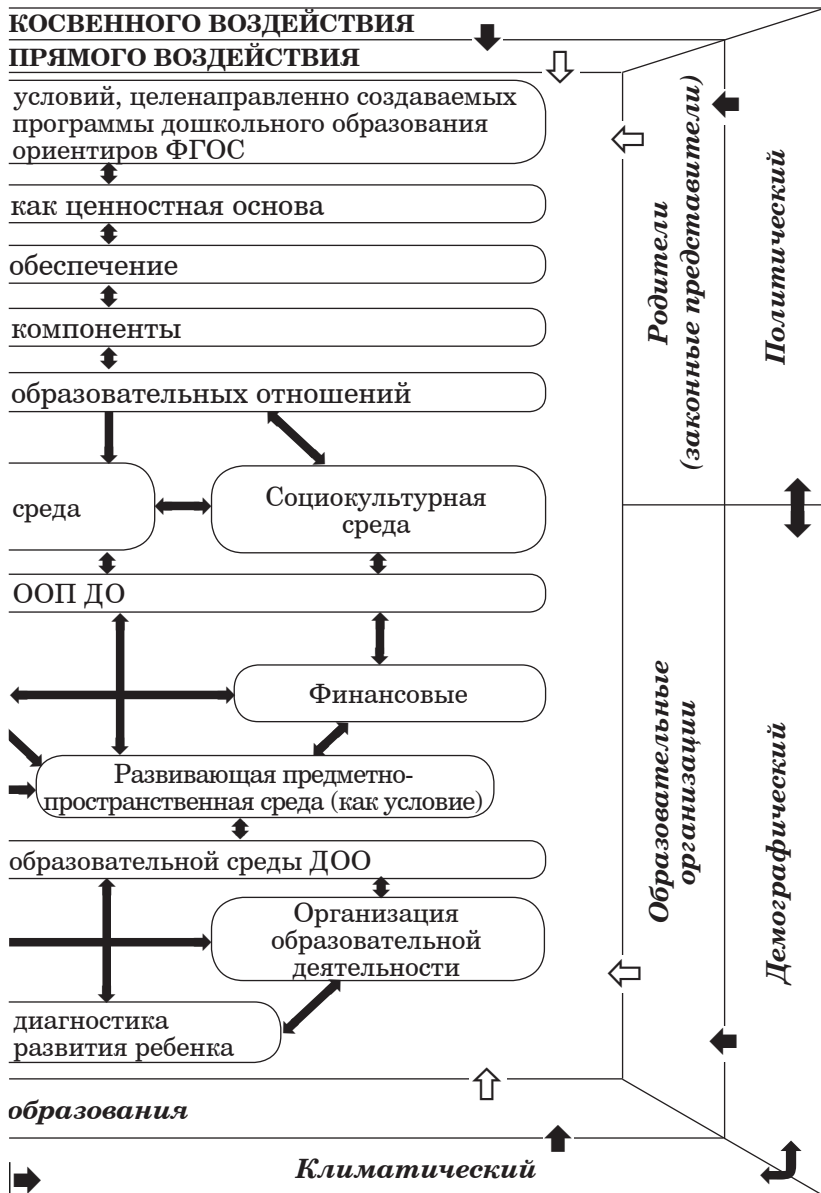 КОСВЕННОГО ВОЗДЕЙСТВИЯ
ПРЯМОГО ВОЗДЕЙСТВИЯ
условий, целенаправленно создаваемых
программы дошкольного образования
ориентиров ФГОС
как ценностная основа
обеспечение
компоненты
образовательных отношений
среда
Социокультурная
среда
ООП ДО
Финансовые
Развивающая предметно-
пространственная среда (как условие)
образовательной среды ДОО
Организация
образовательной
деятельности
диагностика
развития ребенка
образования
Климатический
Родители
(законные представители)
Образовательные
организации
Политический
Демографический